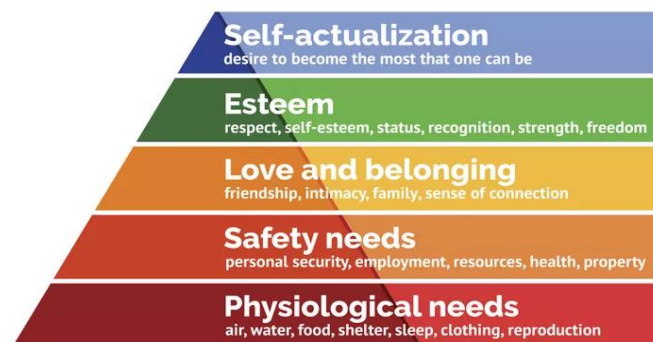 Self-actualization
desire to become the most that one can be
Esteem
respect, self-esteem, status, recognition, strength, freedom
Love and belonging
friendship, intimacy, family, sense of connection
Safety needs
personal security, employment, resources, health, property
Physiological needs
air, water, food, shelter, sleep, clothing, reproduction